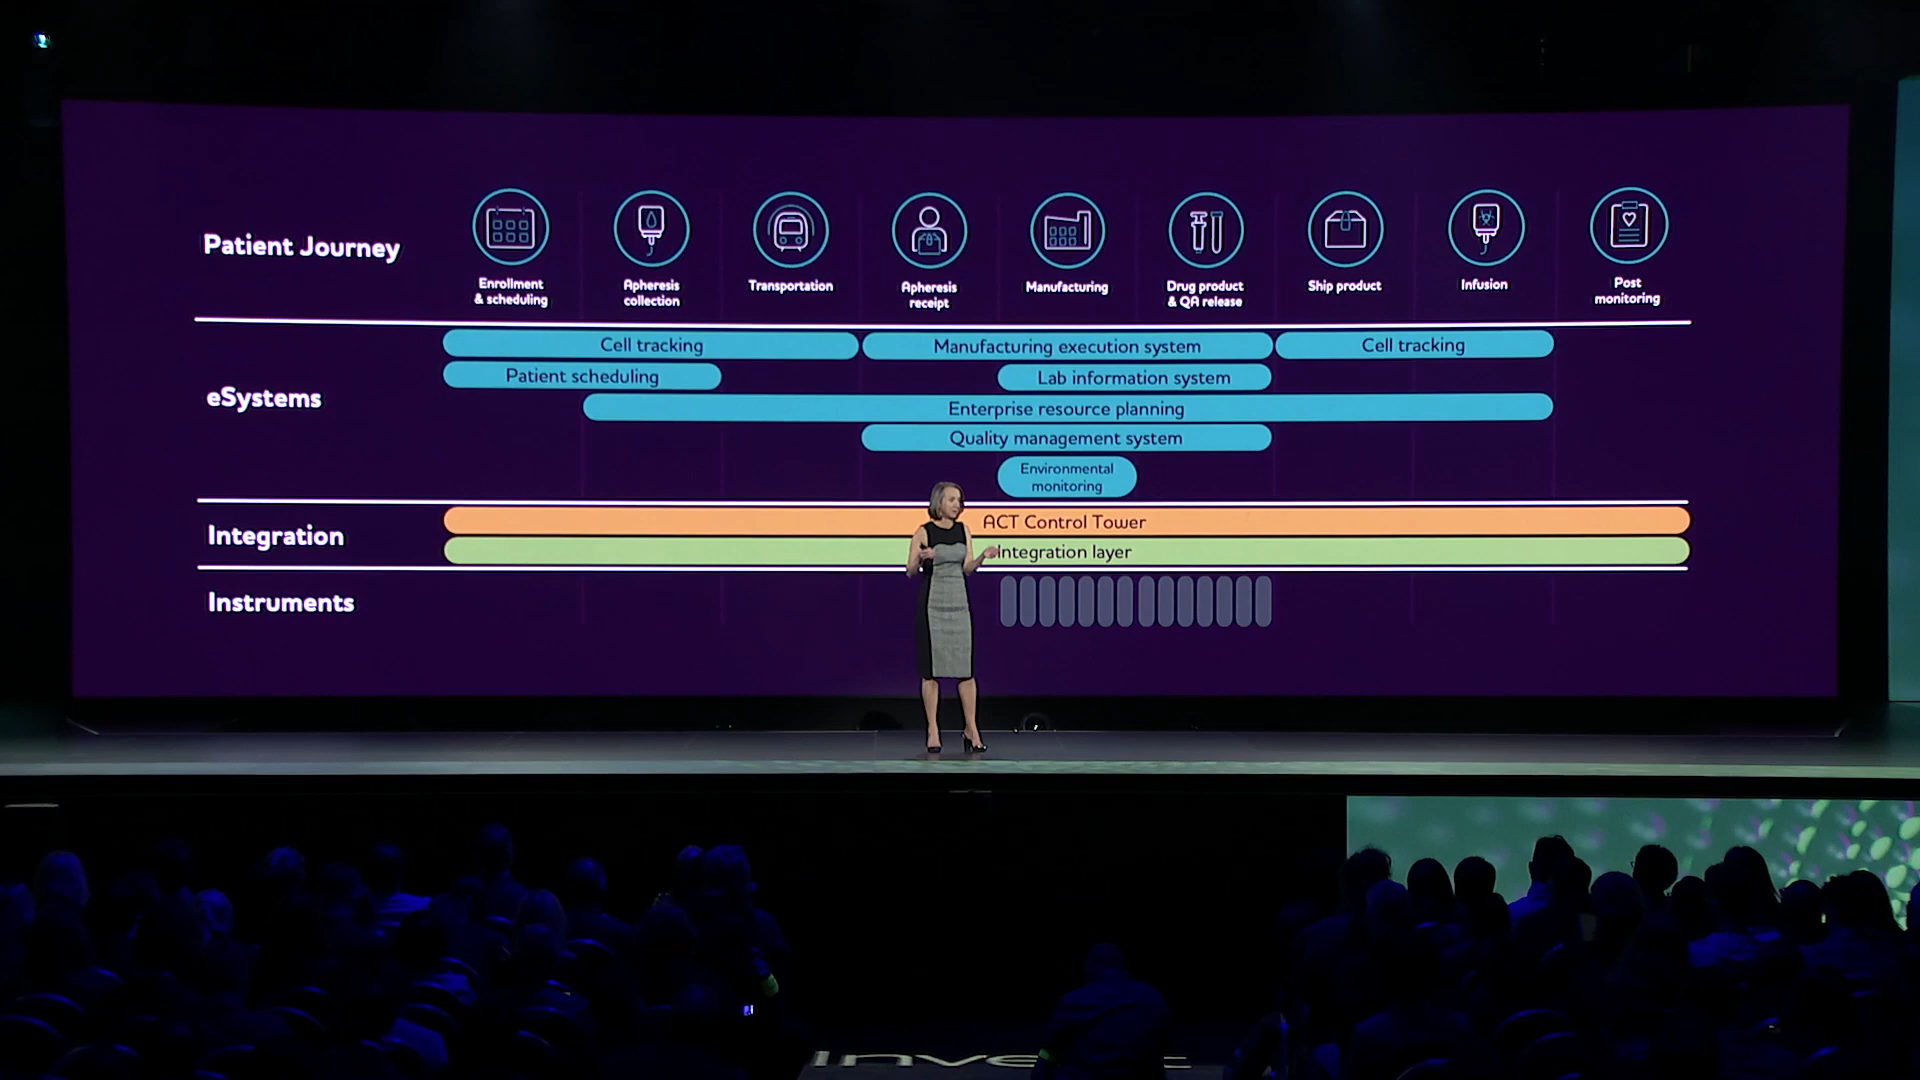 Patient Journey
Enrollment
& scheduling
Apheresis
collection
Transportation
Apheresis
receipt
Manufacturing
Drug product
& QA release
Ship product
Infusion
Post
monitoring
eSystems
Cell tracking
Manufacturing execution system
Cell tracking
Patient scheduling
Lab information system
Enterprise resource planning
Quality management system
Environmental
monitoring
Integration
ACT Control Tower
Integration layer
Instruments